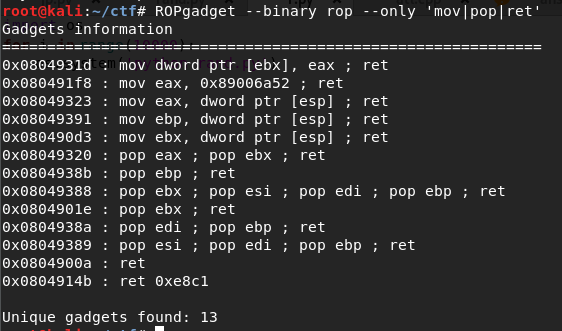 root@kali:~/ctf# ROPgadget --binary rop --only 'mov|pop|ret'
Gadgets information
============================================================
0x0804931d : mov dword ptr [ebx], eax ; ret
0x080491f8 : mov eax, 0x89006a52 ; ret
0x08049323 : mov eax, dword ptr [esp] ; ret
0x08049391 : mov ebp, dword ptr [esp] ; ret
0x080490d3 : mov ebx, dword ptr [esp] ; ret
0x08049320 : pop eax ; pop ebx ; ret
0x0804938b : pop ebp ; ret
0x08049388 : pop ebx ; pop esi ; pop edi ; pop ebp ; ret
0x0804901e : pop ebx ; ret
0x0804938a : pop edi ; pop ebp ; ret
0x08049389 : pop esi ; pop edi ; pop ebp ; ret
0x0804900a : ret
0x0804914b : ret 0xe8c1
Unique gadgets found: 13